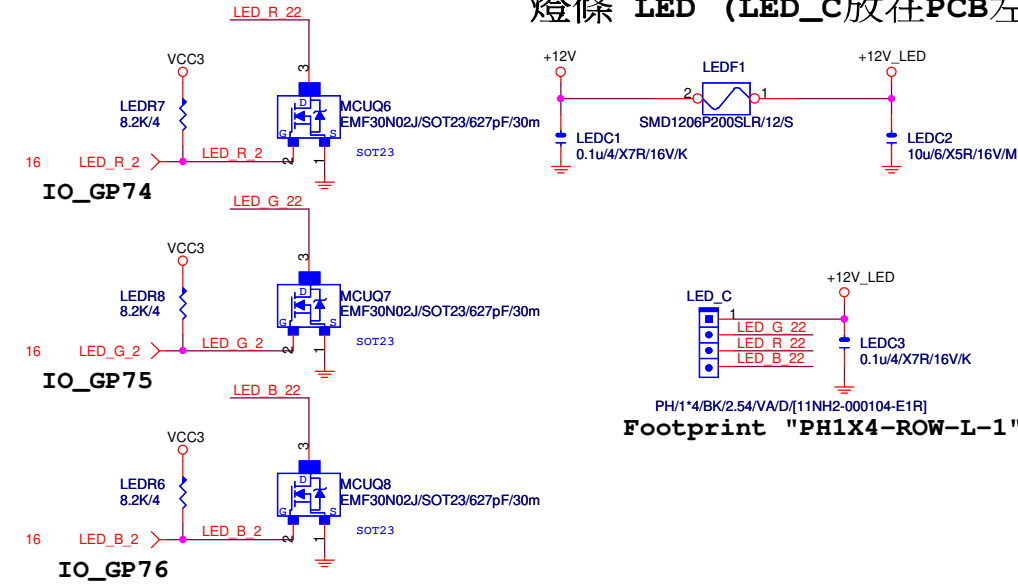 LED_R_22
VCC3
3
LEDR7
8.2K/4
D
G
S
MCUQ6
EMF30N02J/SOT23/627pF/30m
SOT23
16
LED_R_2
LED_R_2
2
1
IO_GP74
LED_G_22
VCC3
3
LEDR8
8.2K/4
D
G
S
MCUQ7
EMF30N02J/SOT23/627pF/30m
SOT23
16
LED_G_2
LED_G_2
2
1
IO_GP75
LED_B_22
VCC3
3
LEDR6
8.2K/4
D
G
S
MCUQ8
EMF30N02J/SOT23/627pF/30m
SOT23
16
LED_B_2
LED_B_2
2
1
IO_GP76
燈條 LED (LED_C放在PCB左
+12V
LEDF1
+12V_LED
2
1
SMD1206P200SLR/12/S
LEDC1
0.1u/4/X7R/16V/K
LEDC2
10u/6/X5R/16V/M
+12V_LED
LED_C
1
LED_G_22
LED_R_22
LED_B_22
LEDC3
0.1u/4/X7R/16V/K
PH/1*4/BK/2.54/VA/D/[11NH2-000104-E1R]
Footprint "PH1X4-ROW-L-1"